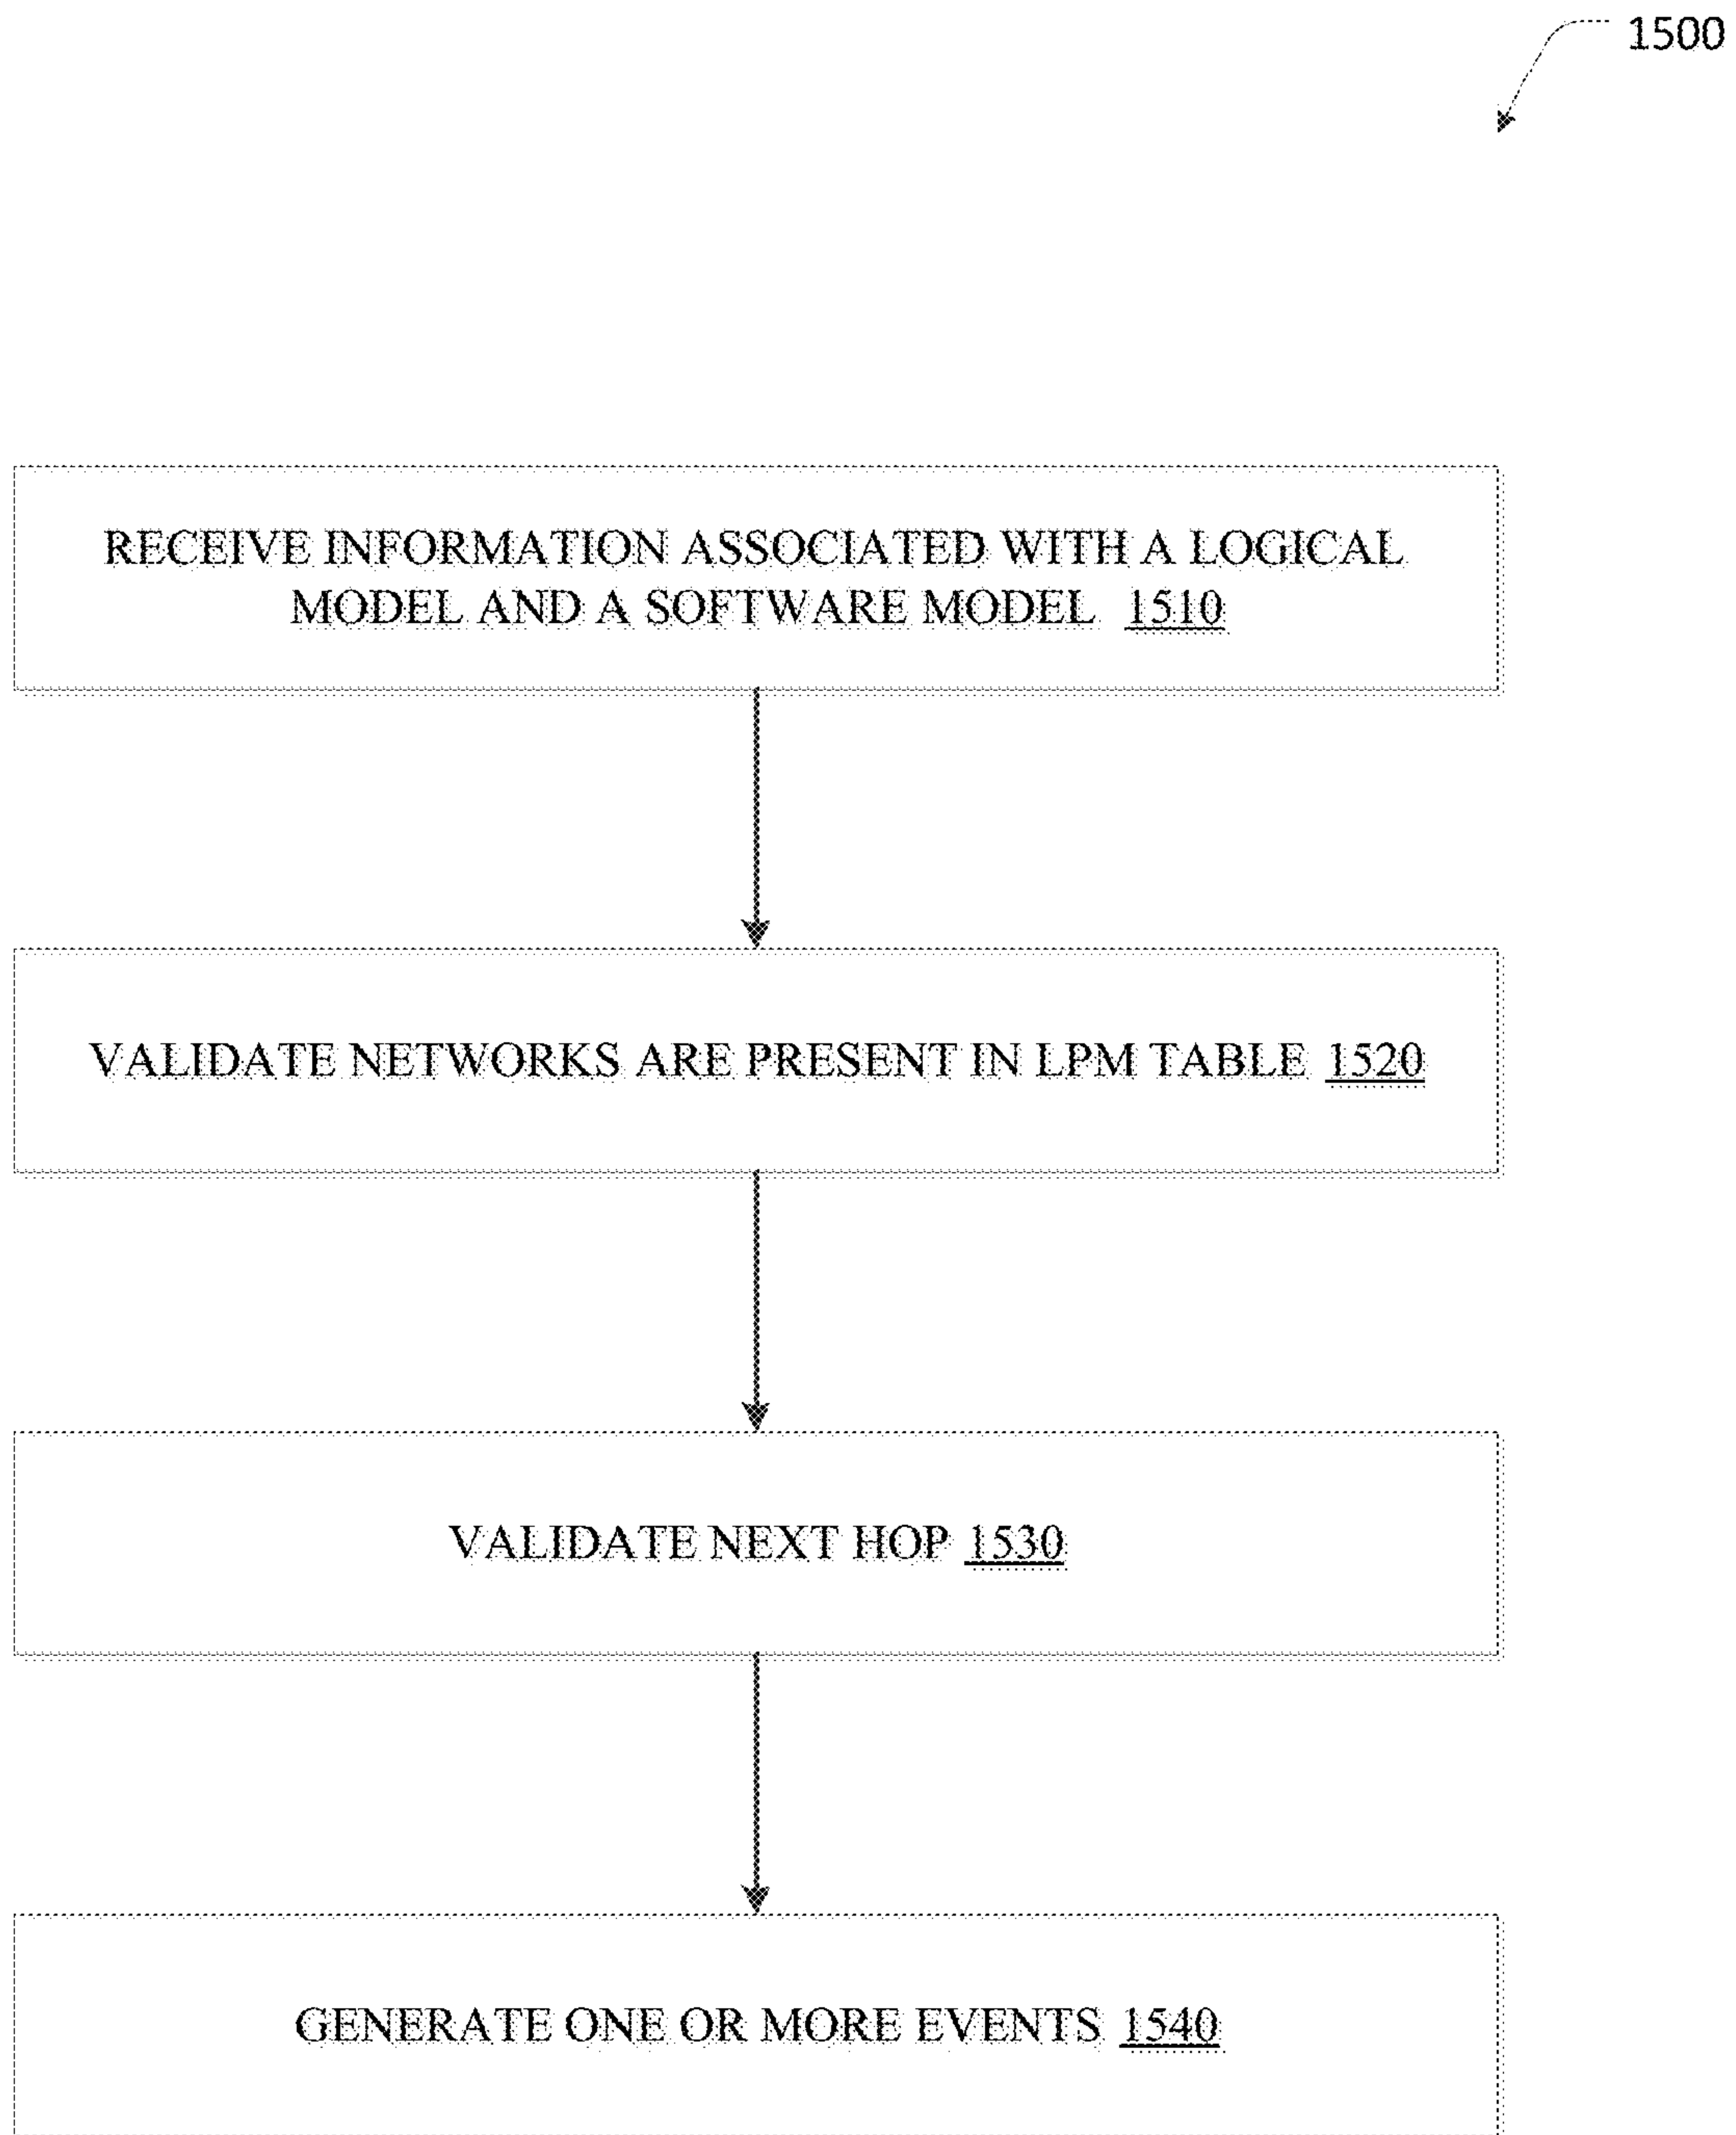 1500
RECEIVE INFORMATION ASSOCIATED WITH A LOGICAL
MODEL AND A SOFTWARE MODEL 1510
VALIDATE NETWORKS ARE PRESENT IN LPM TABLE 1520
VALIDATE NEXT HOP 1530
GENERATE ONE OR MORE EVENTS 1540